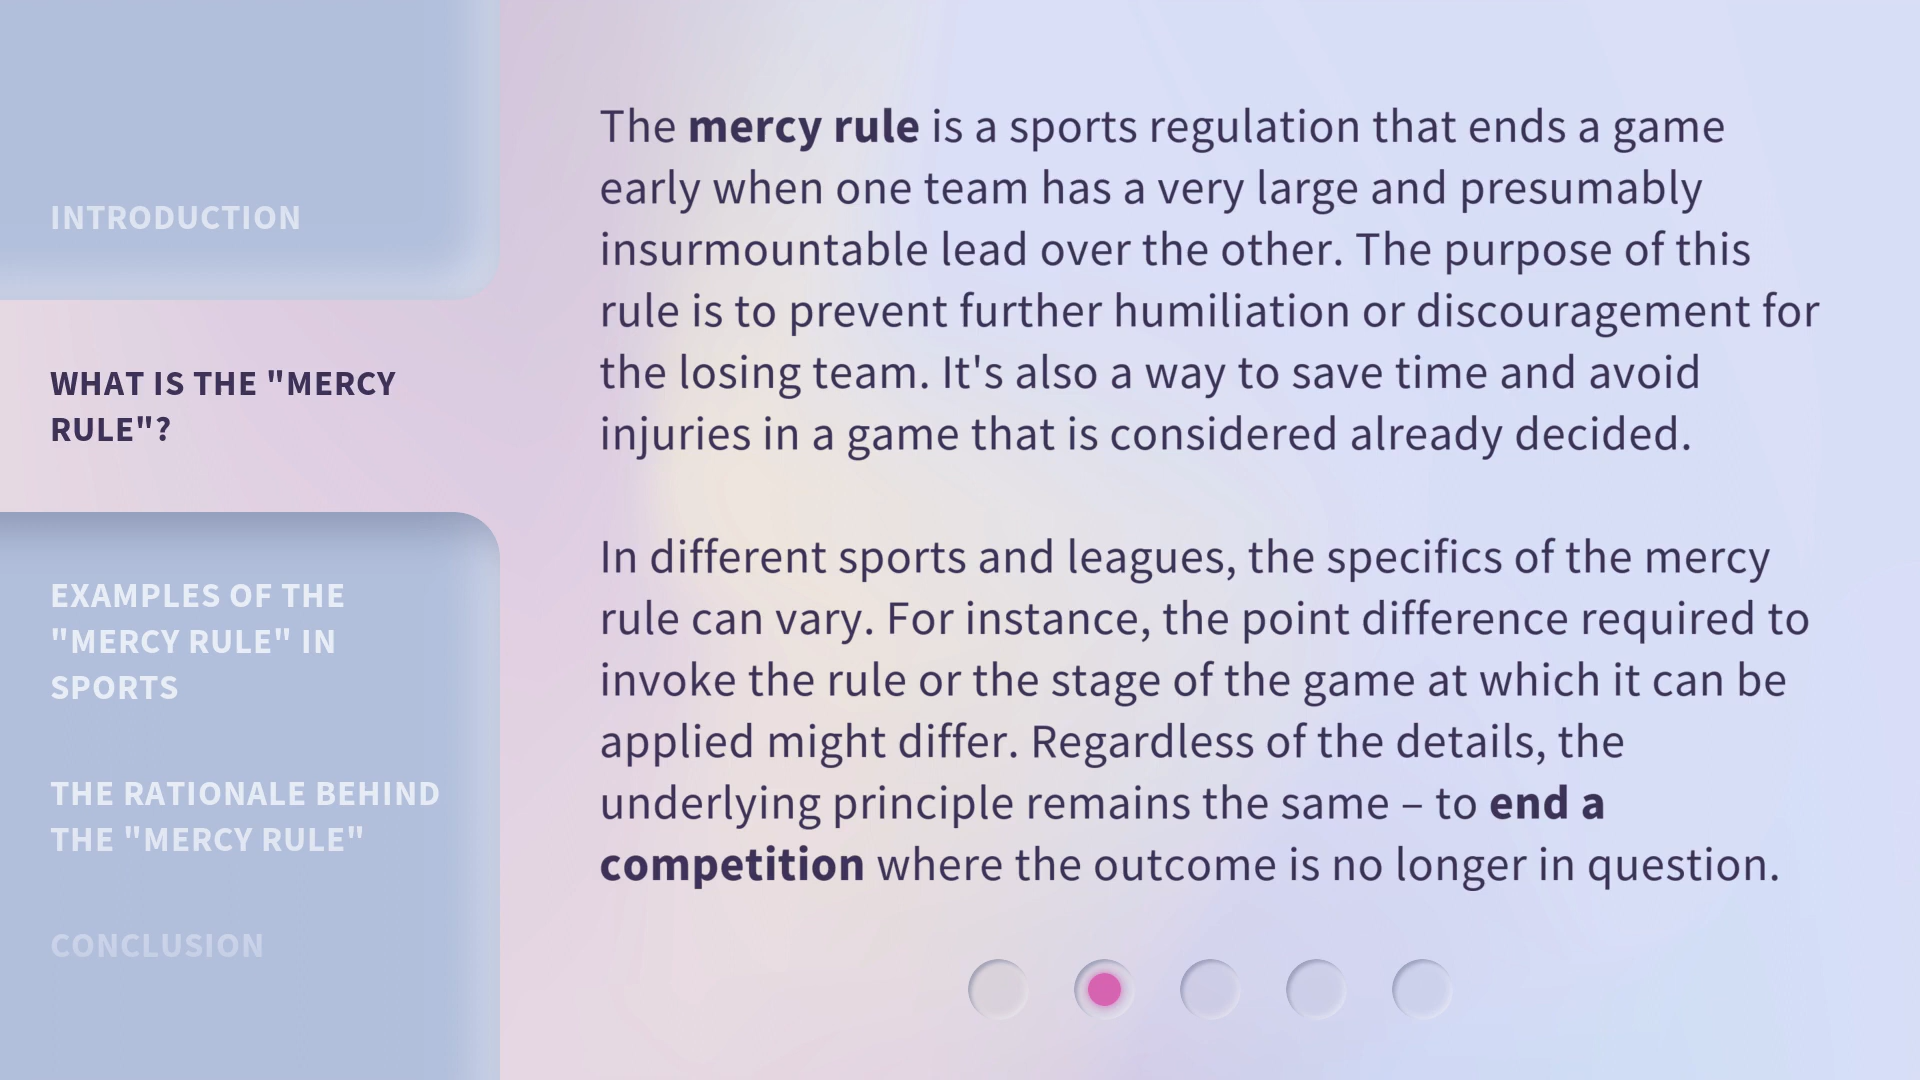 INTRODUCTION
WHAT IS THE "MERCY
RULE"?
EXAMPLES OF THE
"MERCY RULE" IN
SPORTS
THE RATIONALE BEHIND
THE "MERCY RULE"
CONCLUSION
The mercy rule is a sports regulation that ends a game
early when one team has a very large and presumably
insurmountable lead over the other. The purpose of this
rule is to prevent further humiliation or discouragement for
the losing team. It's also a way to save time and avoid
injuries in a game that is considered already decided.
In different sports and leagues, the specifics of the mercy
rule can vary. For instance, the point difference required to
invoke the rule or the stage of the game at which it can be
applied might differ. Regardless of the details, the
underlying principle remains the same – to end a
competition where the outcome is no longer in question.